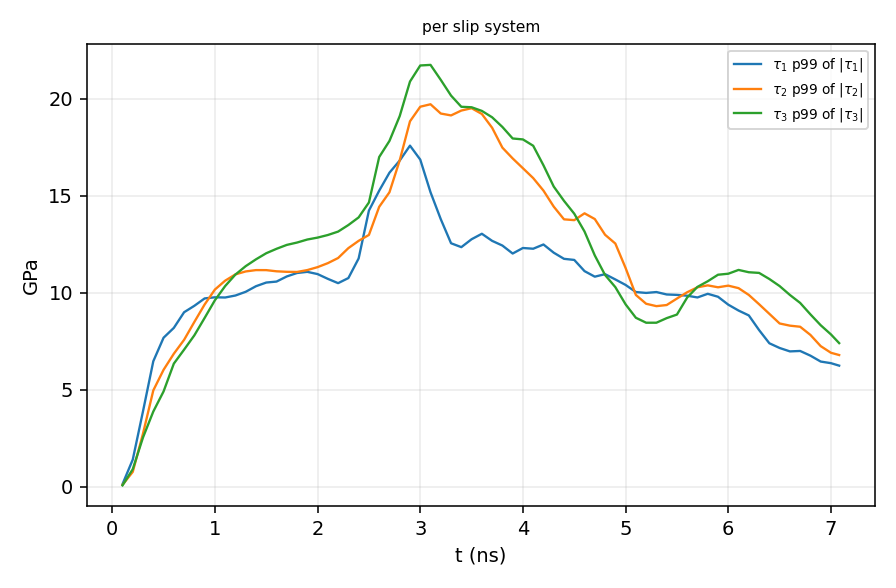 per slip system
τ₁ p99 of |τ₁|
τ₂ p99 of |τ₂|
τ₃ p99 of |τ₃|
GPa
20
15
10
5
0
0 1 2 3 4 5 6 7
t (ns)